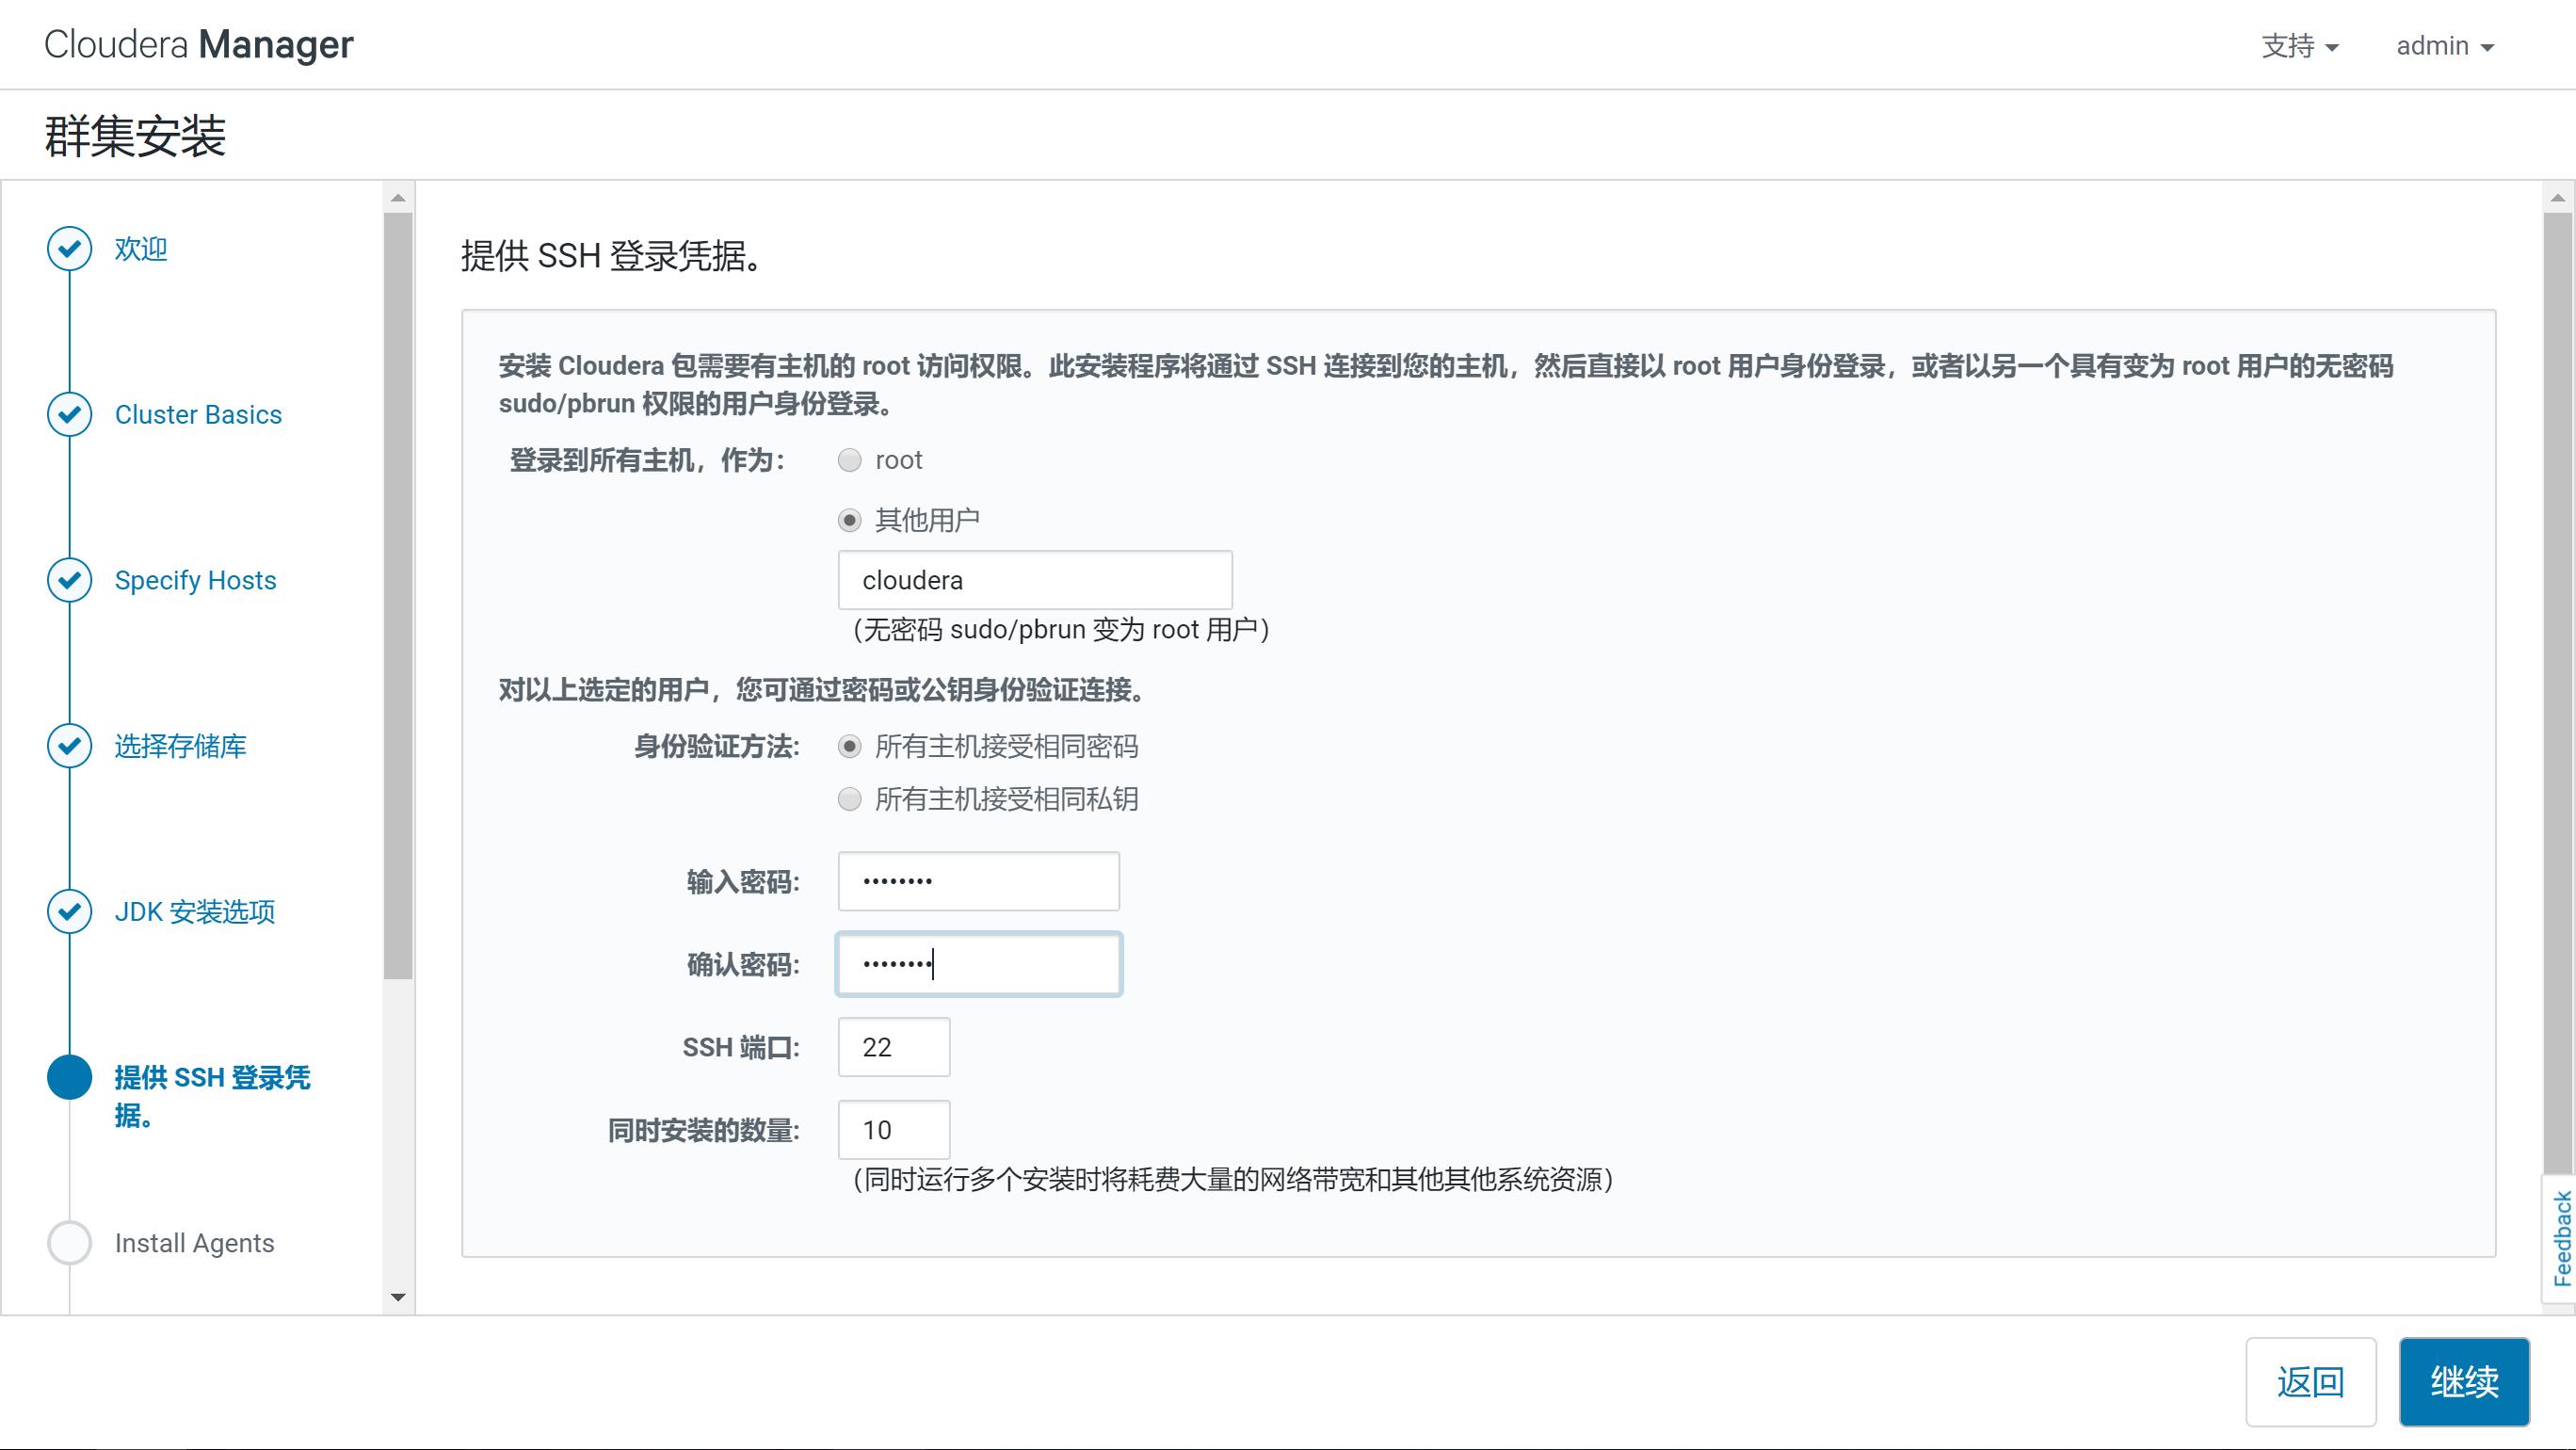 Cloudera Manager
支持
admin
群集安装
欢迎
Cluster Basics
Specify Hosts
选择存储库
JDK 安装选项
提供 SSH 登录凭
据。
Install Agents
提供 SSH 登录凭据。
安装 Cloudera 包需要有主机的 root 访问权限。此安装程序将通过 SSH 连接到您的主机，然后直接以 root 用户身份登录，或者以另一个具有变为 root 用户的无密码
sudo/pbrun 权限的用户身份登录。
登录到所有主机，作为：
root
其他用户
cloudera
（无密码 sudo/pbrun 变为 root 用户）
对以上选定的用户，您可通过密码或公钥身份验证连接。
身份验证方法:
所有主机接受相同密码
所有主机接受相同私钥
输入密码:
••••••••
确认密码:
••••••••
SSH 端口:
22
同时安装的数量:
10
（同时运行多个安装时将耗费大量的网络带宽和其他其他系统资源）
Feedback
返回
继续